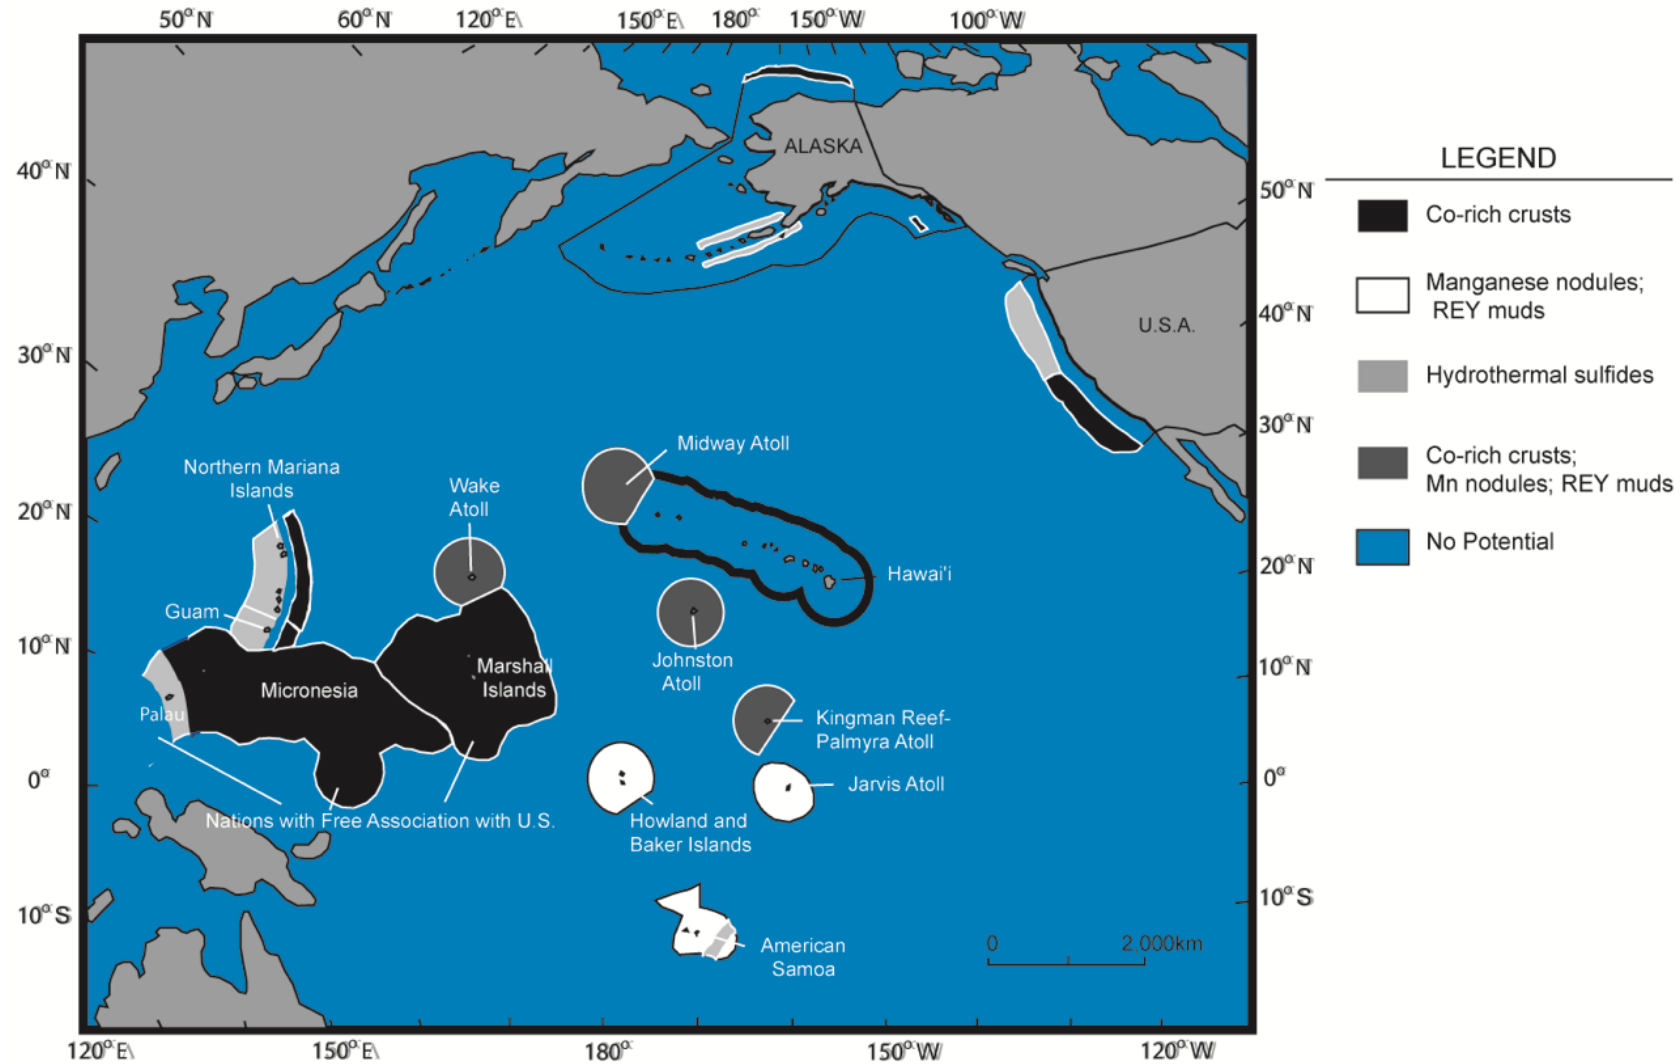 50°N 60°N 120°E 150°E 180° 150°W 100°W
40°N
30°N
20°N
10°N
0°
10°S
50°N
40°N
30°N
20°N
10°N
0°
10°S
120°E 150°E 180° 150°W 120°W
ALASKA
U.S.A.
Midway Atoll
Northern Mariana
Islands
Wake
Atoll
Hawai'i
Guam
Johnston
Atoll
Marshall
Islands
Micronesia
Palau
Kingman Reef-
Palmyra Atoll
Jarvis Atoll
Nations with Free Association with U.S.
Howland and
Baker Islands
American
Samoa
0 2,000km
LEGEND
Co-rich crusts
Manganese nodules;
REY muds
Hydrothermal sulfides
Co-rich crusts;
Mn nodules; REY muds
No Potential